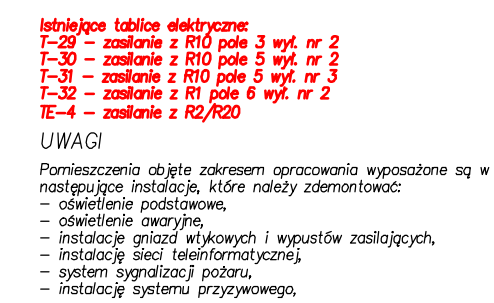 Istniejące tablice elektryczne:
T-29 - zasilanie z R10 pole 3 wył. nr 2
T-30 - zasilanie z R10 pole 5 wył. nr 2
T-31 - zasilanie z R10 pole 5 wył. nr 3
T-32 - zasilanie z R1 pole 6 wył. nr 2
TE-4 - zasilanie z R2/R20
UWAGI
Pomieszczenia objęte zakresem opracowania wyposażone są w
następujące instalacje, które należy zdemontować:
- oświetlenie podstawowe,
- oświetlenie awaryjne,
- instalację gniazd wtykowych i wypustów zasilających,
- instalację sieci teleinformatycznej,
- system sygnalizacji pożaru,
- instalację systemu przyzywowego,